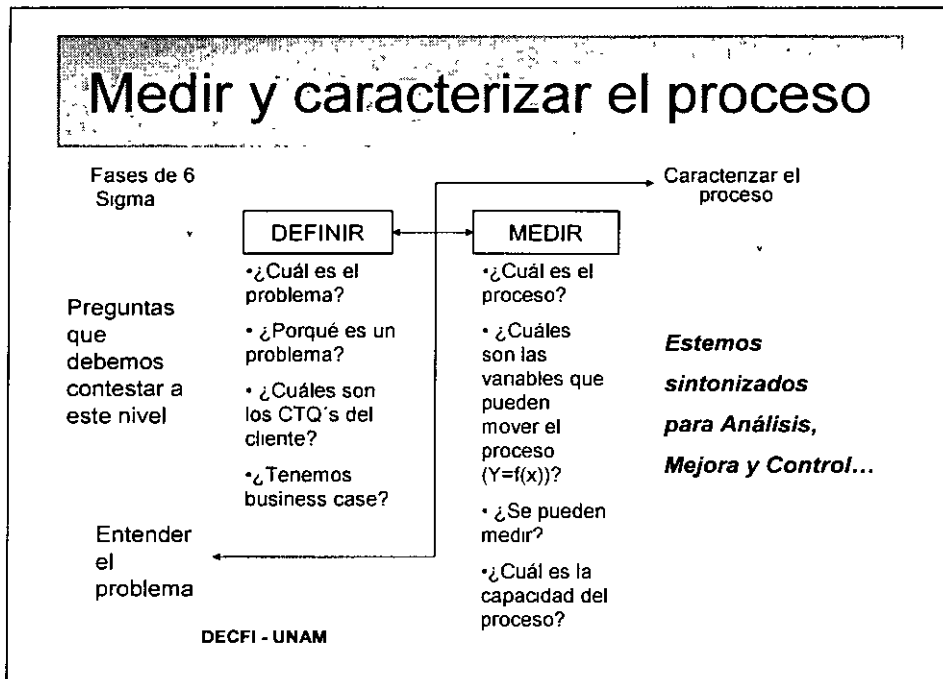 Medir y caracterizar el proceso
Fases de 6
Sigma
Caractenzar el
proceso
DEFINIR
MEDIR
•¿Cuál es el
problema?
• ¿Porqué es un
problema?
• ¿Cuáles son
los CTQ´s del
cliente?
•¿Tenemos
business case?
•¿Cuál es el
proceso?
• ¿Cuáles
son las
variables que
pueden
mover el
proceso
(Y=f(x))?
• ¿Se pueden
medir?
•¿Cuál es la
capacidad del
proceso?
Preguntas
que
debemos
contestar a
este nivel
Estemos
sintonizados
para Análisis,
Mejora y Control...
Entender
el
problema
DECFI - UNAM